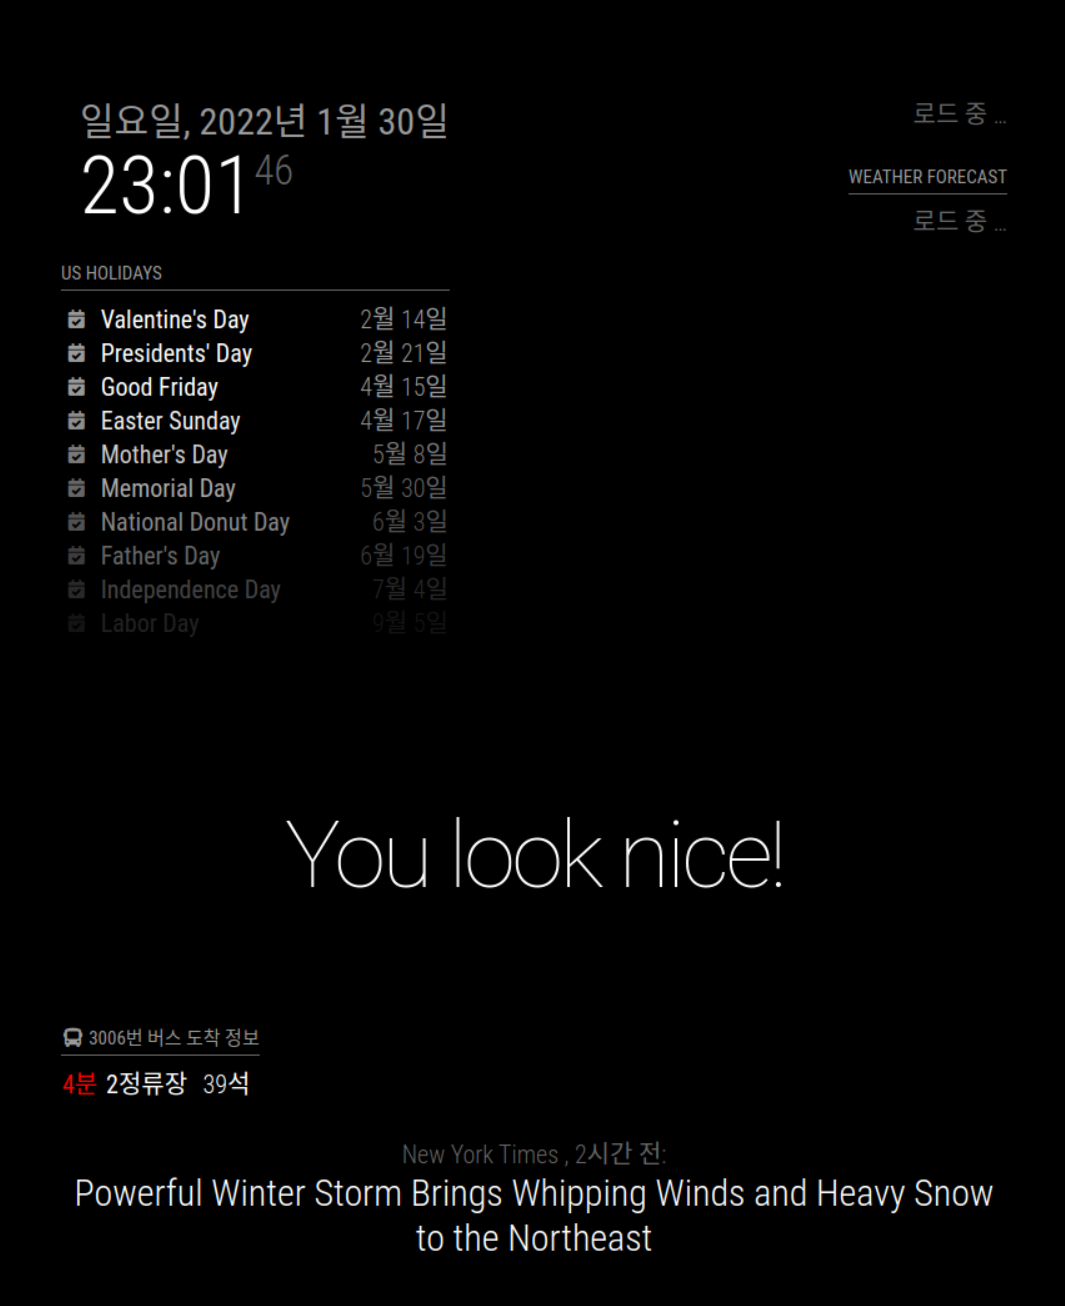 일요일, 2022년 1월 30일
23:01 46
로드 중 ...
WEATHER FORECAST
로드 중 ...
US HOLIDAYS
Valentine's Day 2월 14일
Presidents' Day 2월 21일
Good Friday 4월 15일
Easter Sunday 4월 17일
Mother's Day 5월 8일
Memorial Day 5월 30일
National Donut Day 6월 3일
Father's Day 6월 19일
Independence Day 7월 4일
Labor Day 9월 5일
You look nice!
3006번 버스 도착 정보
4분 2정류장 39석
New York Times , 2시간 전:
Powerful Winter Storm Brings Whipping Winds and Heavy Snow
to the Northeast